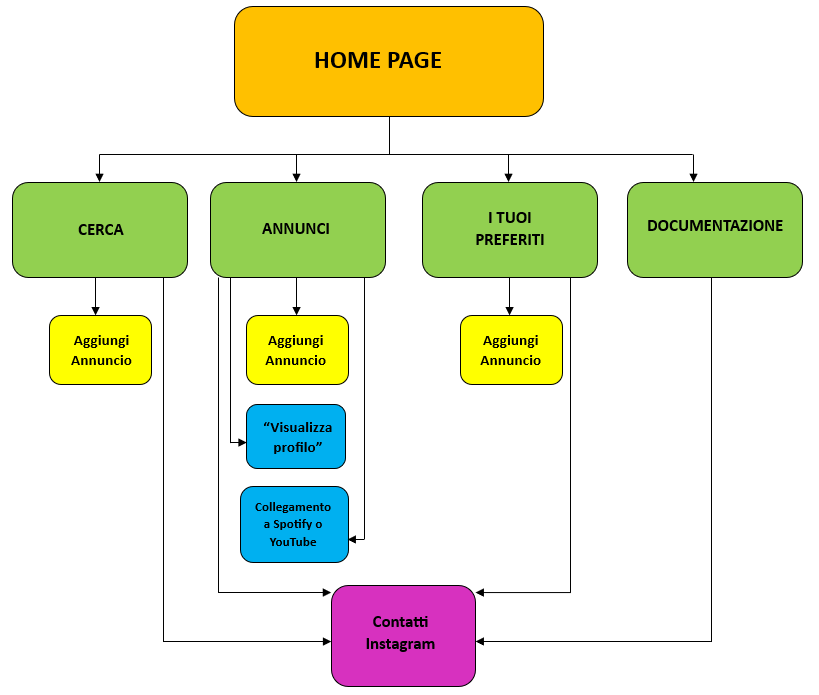 HOME PAGE
CERCA
ANNUNCI
I TUOI
PREFERITI
DOCUMENTAZIONE
Aggiungi
Annuncio
Aggiungi
Annuncio
Aggiungi
Annuncio
“Visualizza
profilo”
Collegamento
a Spotify o
YouTube
Contatti
Instagram